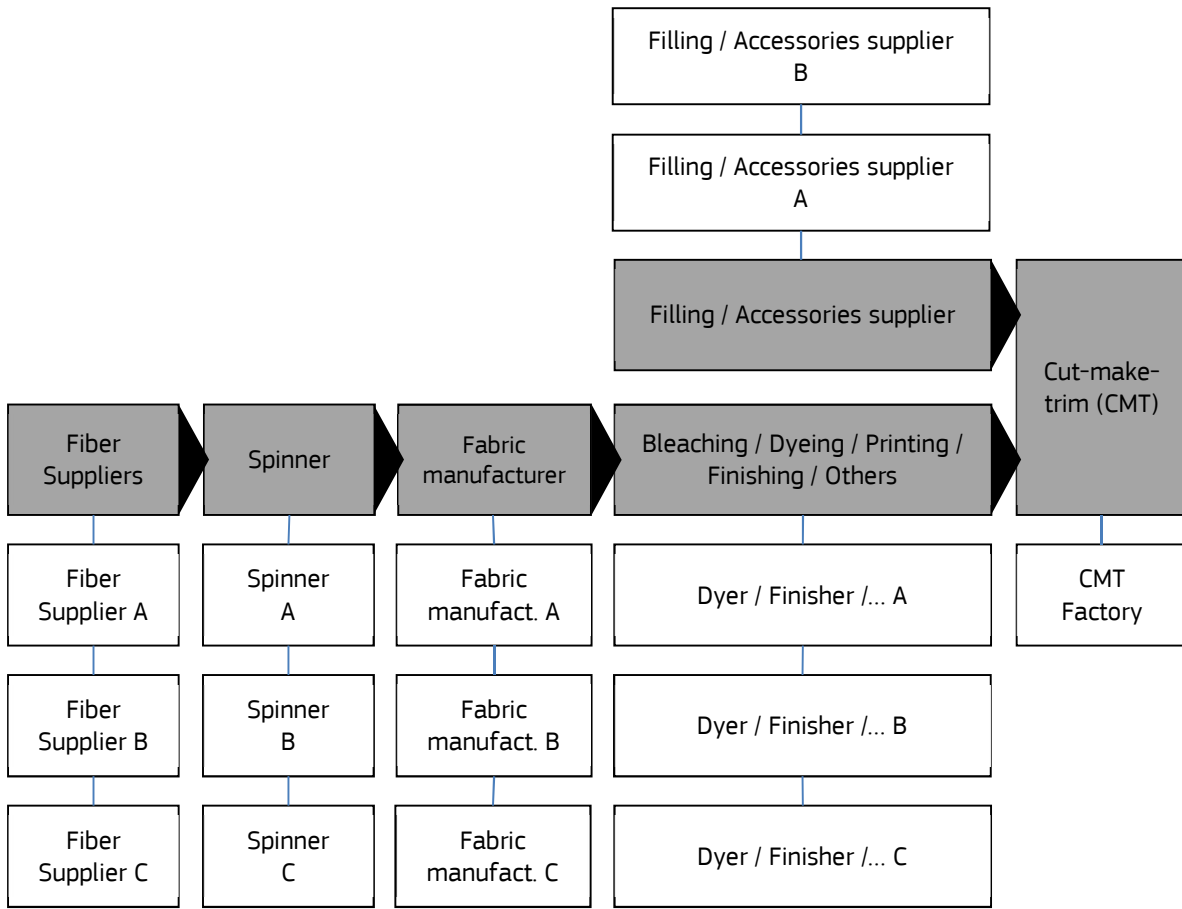 Filling / Accessories supplier
B
Filling / Accessories supplier
A
Filling / Accessories supplier
Cut-make-
trim (CMT)
Fiber
Suppliers
Spinner
Fabric
manufacturer
Bleaching / Dyeing / Printing /
Finishing / Others
Fiber
Supplier A
Spinner
A
Fabric
manufact. A
Dyer / Finisher /... A
CMT
Factory
Fiber
Supplier B
Spinner
B
Fabric
manufact. B
Dyer / Finisher /... B
Fiber
Supplier C
Spinner
C
Fabric
manufact. C
Dyer / Finisher /... C